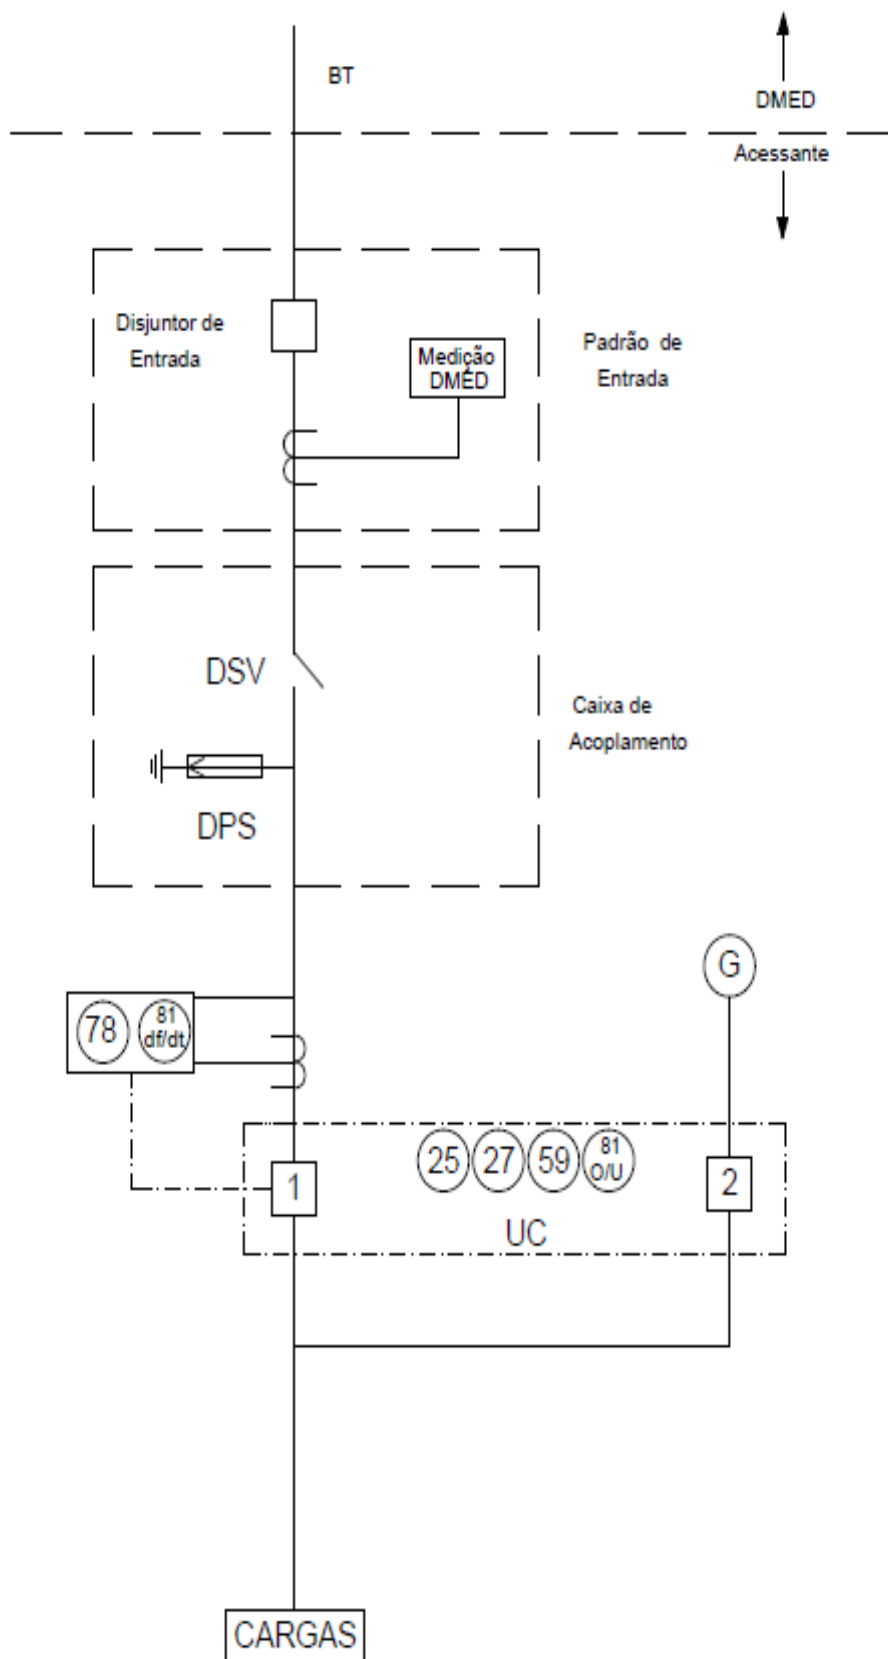 BT
DMED
Acessante
Disjuntor de
Entrada
Medição
DMED
Padrão de
Entrada
DSV
Caixa de
Acoplamento
DPS
G
78
81
df/dt
25
27
59
81
O/U
1
2
UC
CARGAS